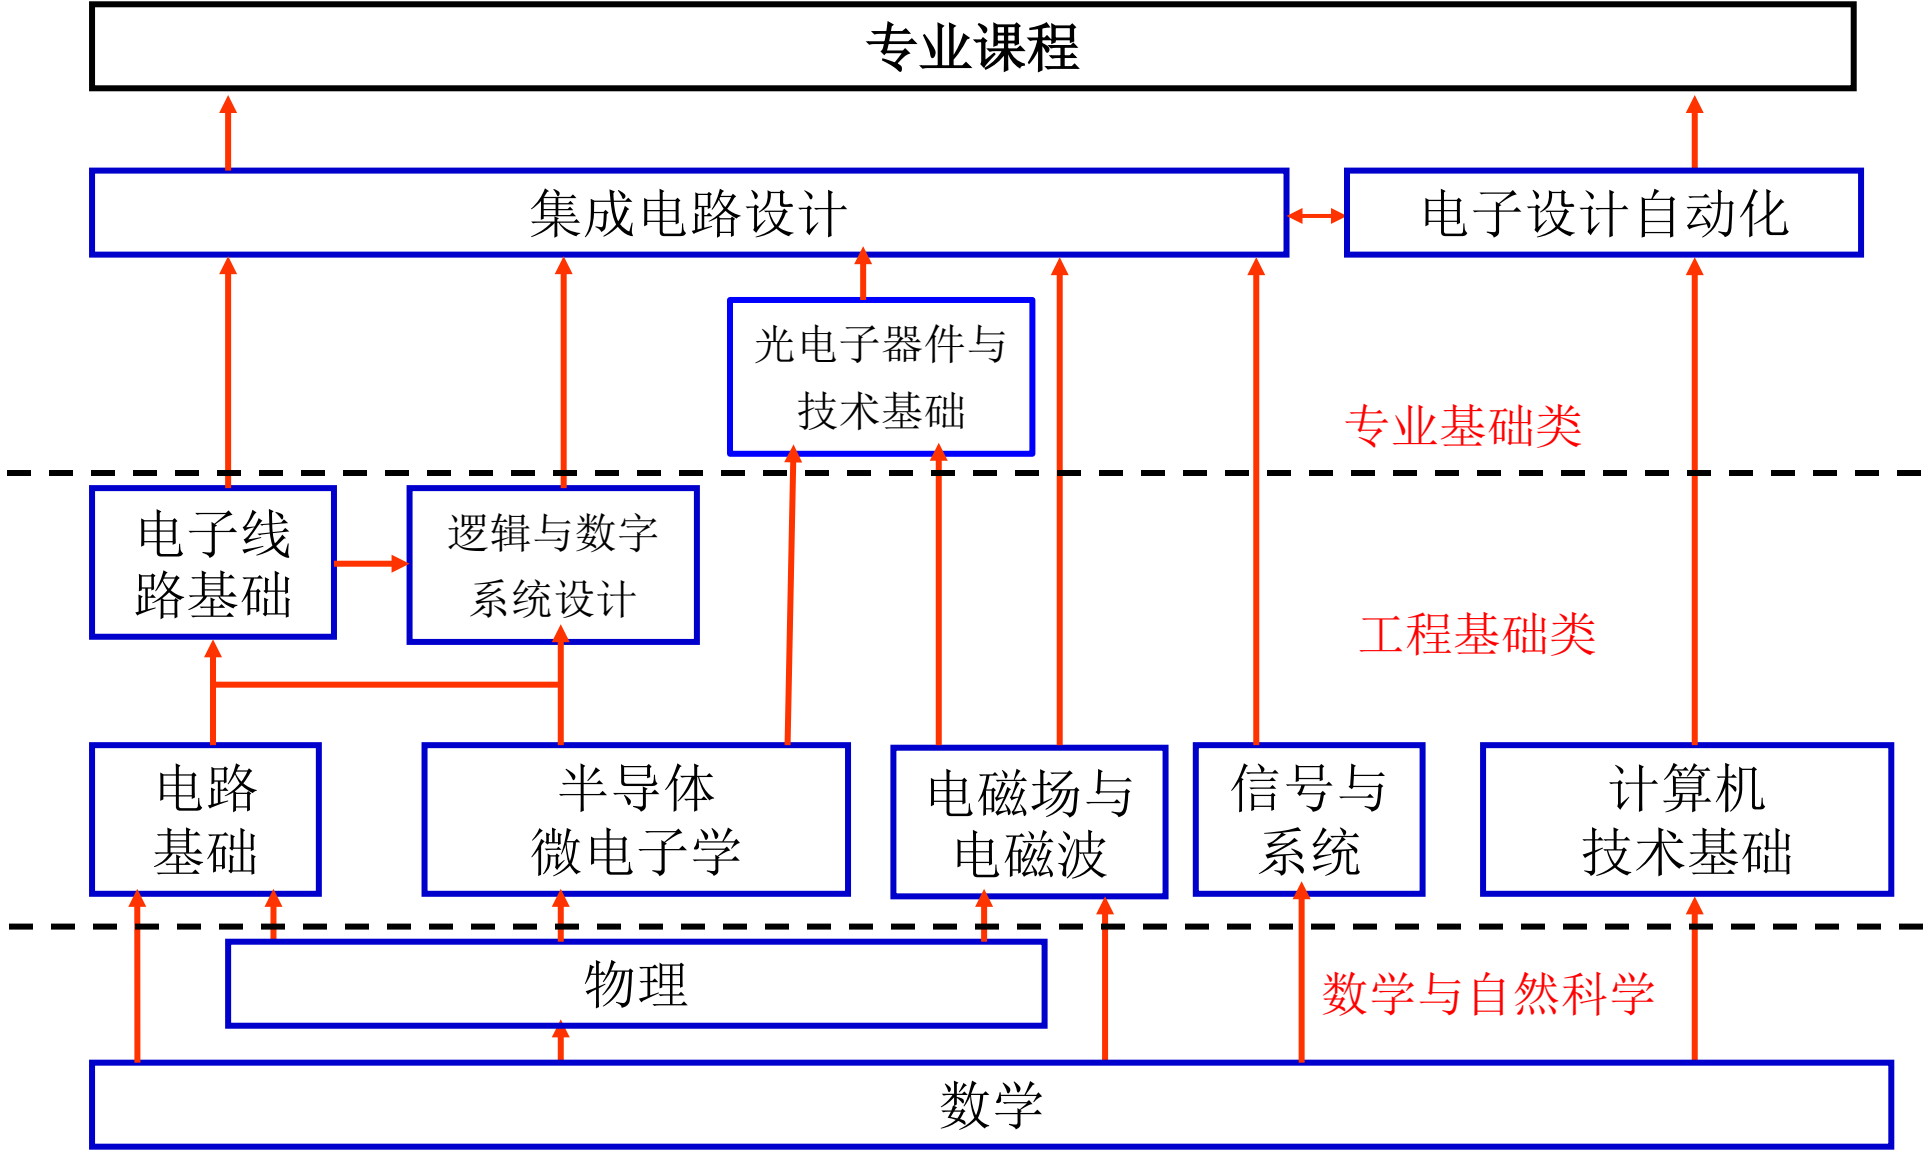 专业课程
集成电路设计
电子设计自动化
光电子器件与
技术基础
专业基础类
电子线
路基础
逻辑与数字
系统设计
工程基础类
电路
基础
半导体
微电子学
电磁场与
电磁波
信号与
系统
计算机
技术基础
物理
数学与自然科学
数学